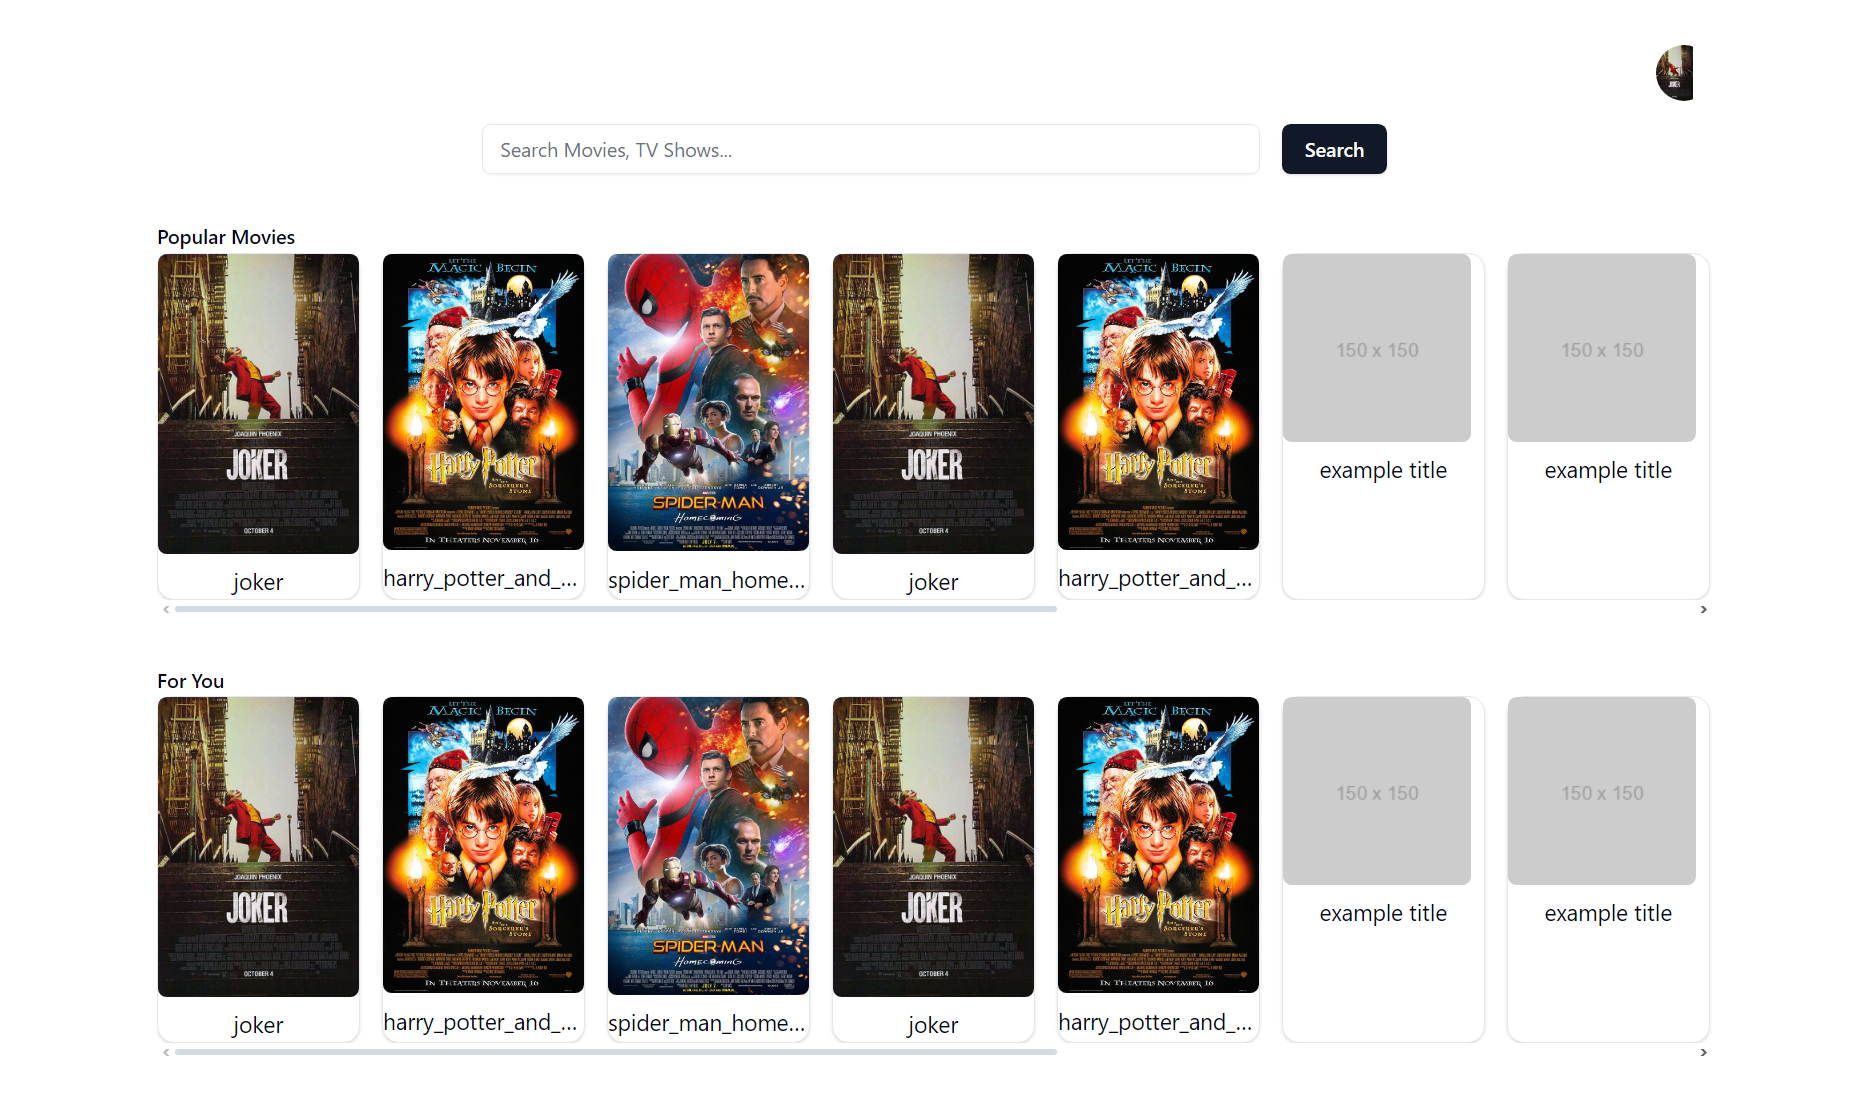 JOKER
Search Movies, TV Shows...
Search
Popular Movies
JOAQUIN PHOENIX
JOKER
OCTOBER 4
joker
LET THE
MAGIC BEGIN
Harry Potter
AND THE
SORCERER'S STONE
IN THEATERS NOVEMBER 16
harry_potter_and_...
SPIDER-MAN
HOMECOMING
JULY 7
spider_man_home...
JOAQUIN PHOENIX
JOKER
OCTOBER 4
joker
LET THE
MAGIC BEGIN
Harry Potter
AND THE
SORCERER'S STONE
IN THEATERS NOVEMBER 16
harry_potter_and_...
150 x 150
example title
150 x 150
example title
For You
JOAQUIN PHOENIX
JOKER
OCTOBER 4
joker
LET THE
MAGIC BEGIN
Harry Potter
AND THE
SORCERER'S STONE
IN THEATERS NOVEMBER 16
harry_potter_and_...
SPIDER-MAN
HOMECOMING
JULY 7
spider_man_home...
JOAQUIN PHOENIX
JOKER
OCTOBER 4
joker
LET THE
MAGIC BEGIN
Harry Potter
AND THE
SORCERER'S STONE
IN THEATERS NOVEMBER 16
harry_potter_and_...
150 x 150
example title
150 x 150
example title